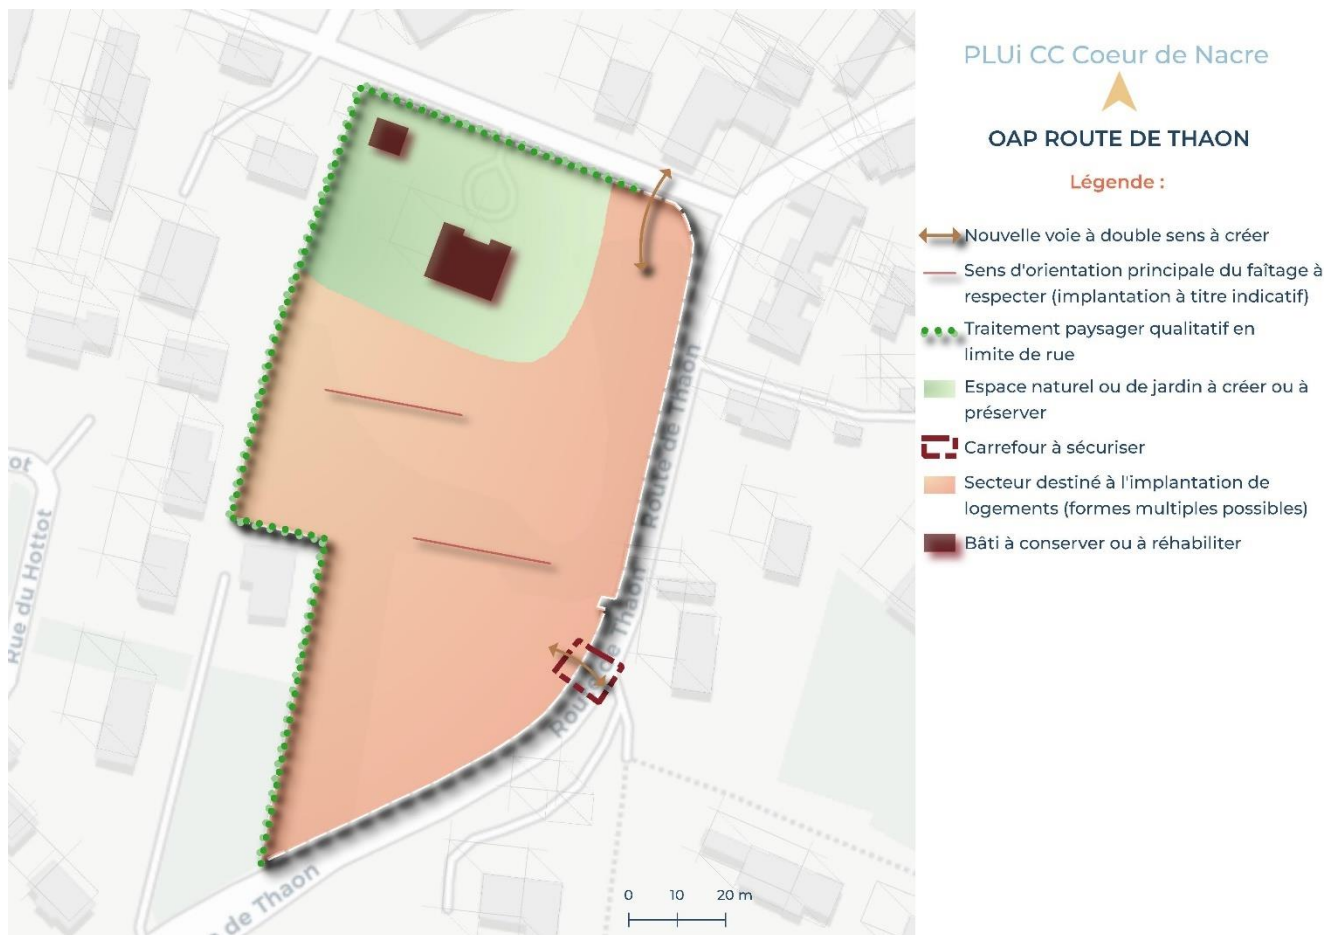 PLUi CC Coeur de Nacre
OAP ROUTE DE THAON
Légende :
Nouvelle voie à double sens à créer
Sens d'orientation principale du faîtage à
respecter (implantation à titre indicatif)
Traitement paysager qualitatif en
limite de rue
Espace naturel ou de jardin à créer ou à
préserver
Carrefour à sécuriser
Secteur destiné à l'implantation de
logements (formes multiples possibles)
Bâti à conserver ou à réhabiliter
Route de Thaon
Route de Thaon
ot
Rue du Hottot
de Thaon
0 10 20 m